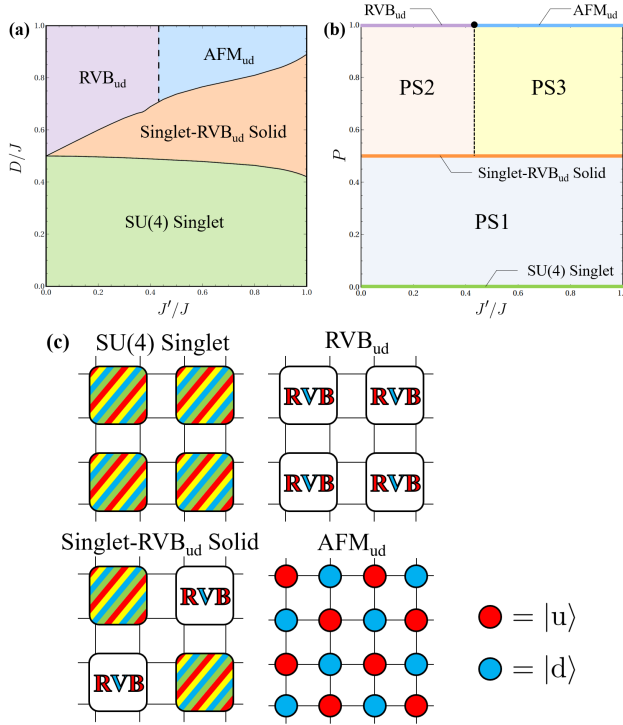 (a)
RVB_ud
AFM_ud
Singlet-RVB_ud Solid
SU(4) Singlet
D/J
1.0
0.8
0.6
0.4
0.2
0.0
0.0 0.2 0.4 0.6 0.8 1.0
J′/J
(b)
RVB_ud
AFM_ud
PS2
PS3
Singlet-RVB_ud Solid
PS1
SU(4) Singlet
P
1.0
0.8
0.6
0.4
0.2
0.0
0.0 0.2 0.4 0.6 0.8 1.0
J′/J
(c)
SU(4) Singlet
RVB_ud
RVB RVB
RVB RVB
Singlet-RVB_ud Solid
RVB
RVB
AFM_ud
= |u⟩
= |d⟩